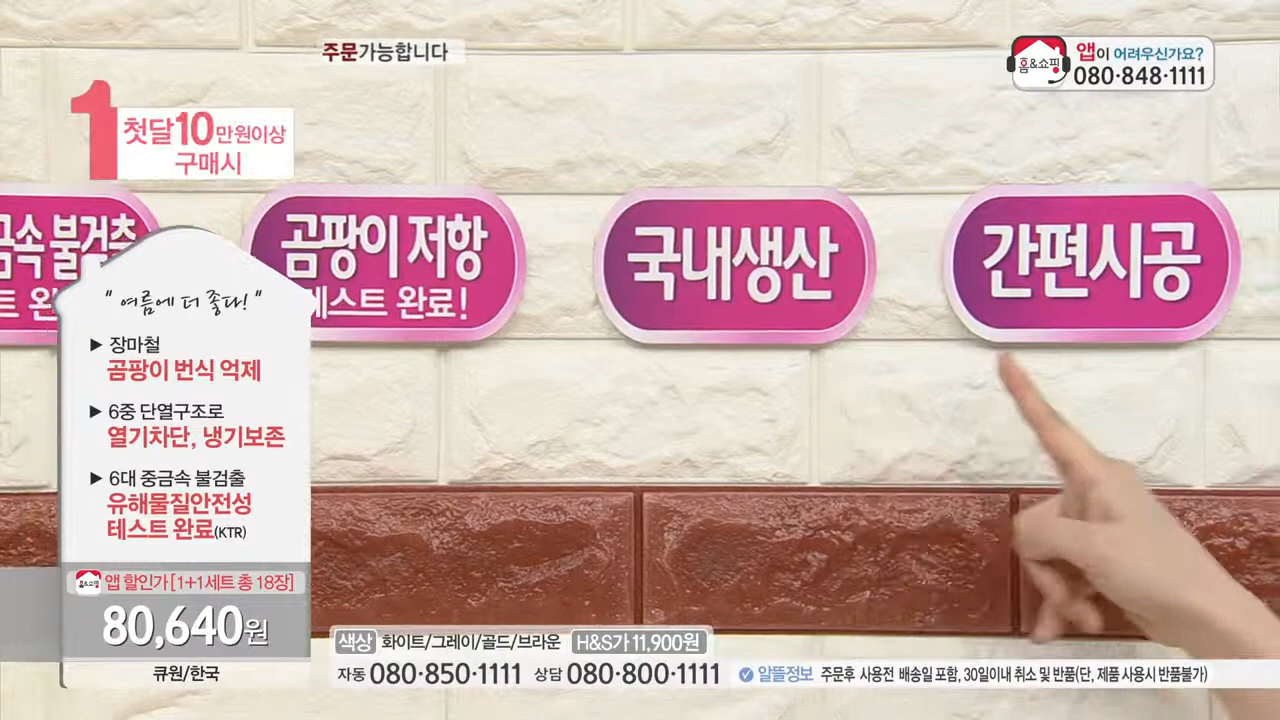 주문가능합니다
홈&쇼핑
앱이 어려우신가요?
080·848·1111
1
첫달10만원이상
구매시
금속 불검출
곰팡이 저항
테스트 완료!
국내생산
간편시공
" 여름에 더 좋다! "
▶ 장마철
곰팡이 번식 억제
▶ 6중 단열구조로
열기차단, 냉기보존
▶ 6대 중금속 불검출
유해물질안전성
테스트 완료(KTR)
홈&쇼핑 앱 할인가 [1+1세트 총 18장]
80,640원
큐원/한국
색상 화이트/그레이/골드/브라운 H&S가 11,900원
자동 080·850·1111 상담 080·800·1111
알뜰정보 주문후 사용전 배송일 포함, 30일이내 취소 및 반품(단, 제품 사용시 반품불가)